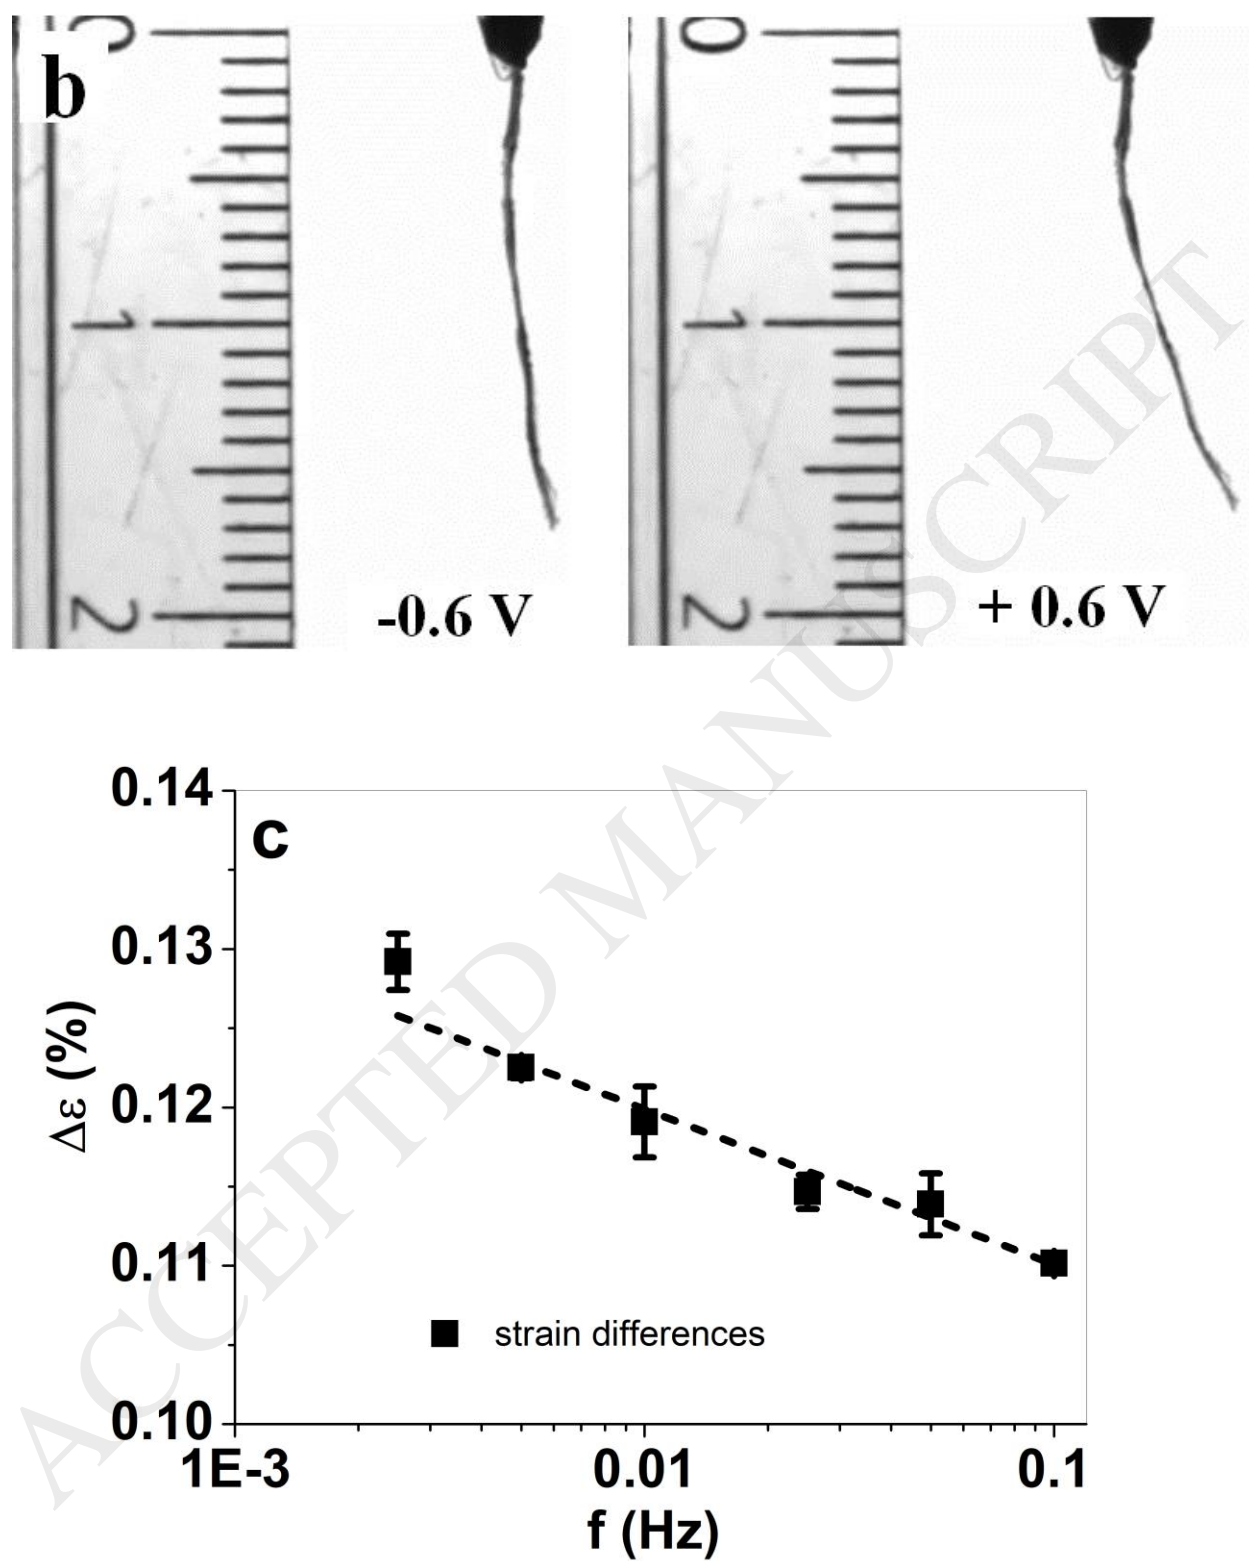 b
0
1
2
-0.6 V
0
1
2
+ 0.6 V
ACCEPTED MANUSCRIPT
c
0.14
0.13
0.12
0.11
0.10
Δε (%)
strain differences
1E-3 0.01 0.1
f (Hz)